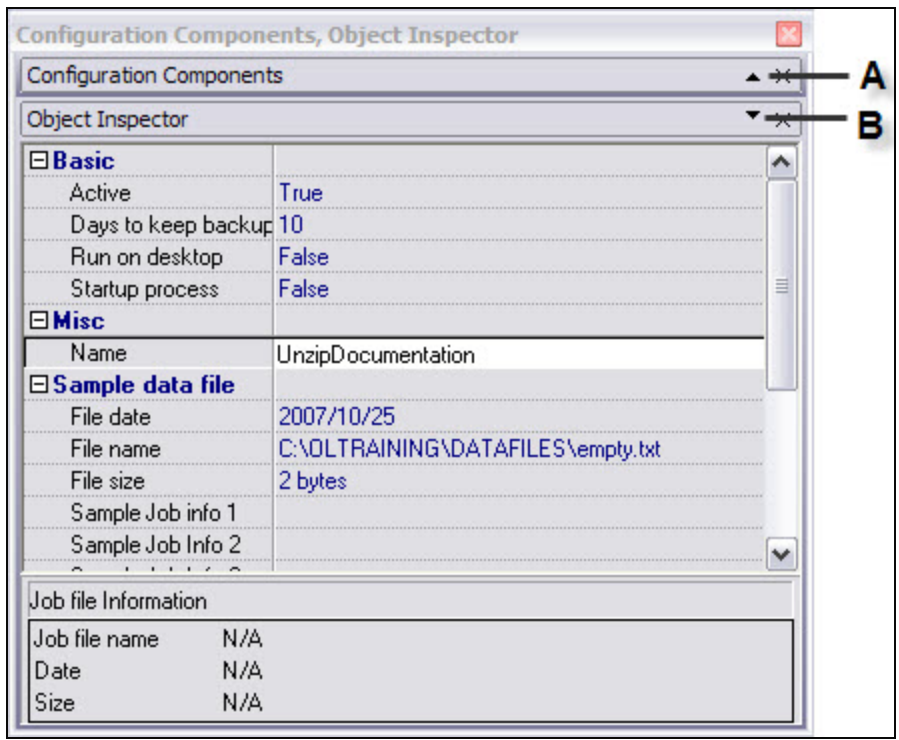 Configuration Components, Object Inspector
Configuration Components
A
Object Inspector
B
Basic
Active True
Days to keep backup 10
Run on desktop False
Startup process False
Misc
Name UnzipDocumentation
Sample data file
File date 2007/10/25
File name C:\OLTRAINING\DATAFILES\empty.txt
File size 2 bytes
Sample Job info 1
Sample Job Info 2
Job file Information
Job file name N/A
Date N/A
Size N/A